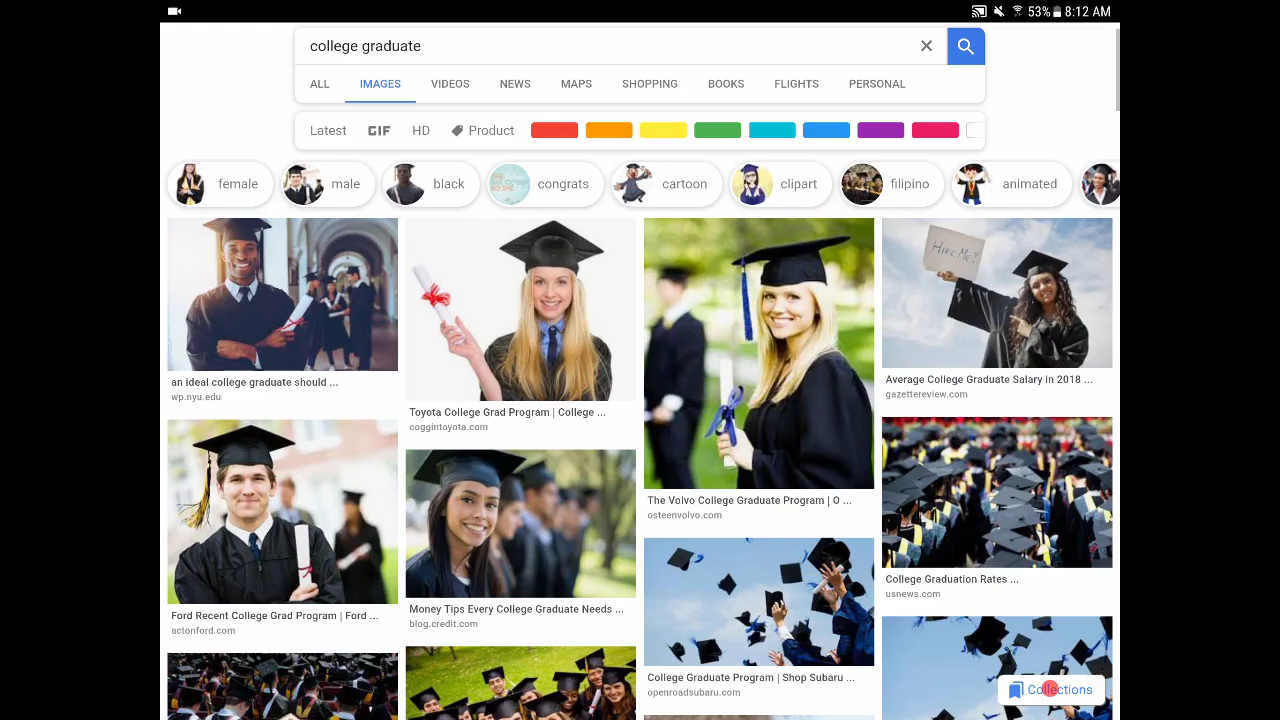 53% 8:12 AM
college graduate
ALL IMAGES VIDEOS NEWS MAPS SHOPPING BOOKS FLIGHTS PERSONAL
Latest GIF HD Product
female male black congrats cartoon clipart filipino animated
HIRE ME!
an ideal college graduate should ...
wp.nyu.edu
Toyota College Grad Program | College ...
coggintoyota.com
The Volvo College Graduate Program | O ...
osteenvolvo.com
Average College Graduate Salary In 2018 ...
gazettereview.com
Ford Recent College Grad Program | Ford ...
actonford.com
Money Tips Every College Graduate Needs ...
blog.credit.com
College Graduate Program | Shop Subaru ...
openroadsubaru.com
College Graduation Rates ...
usnews.com
Collections